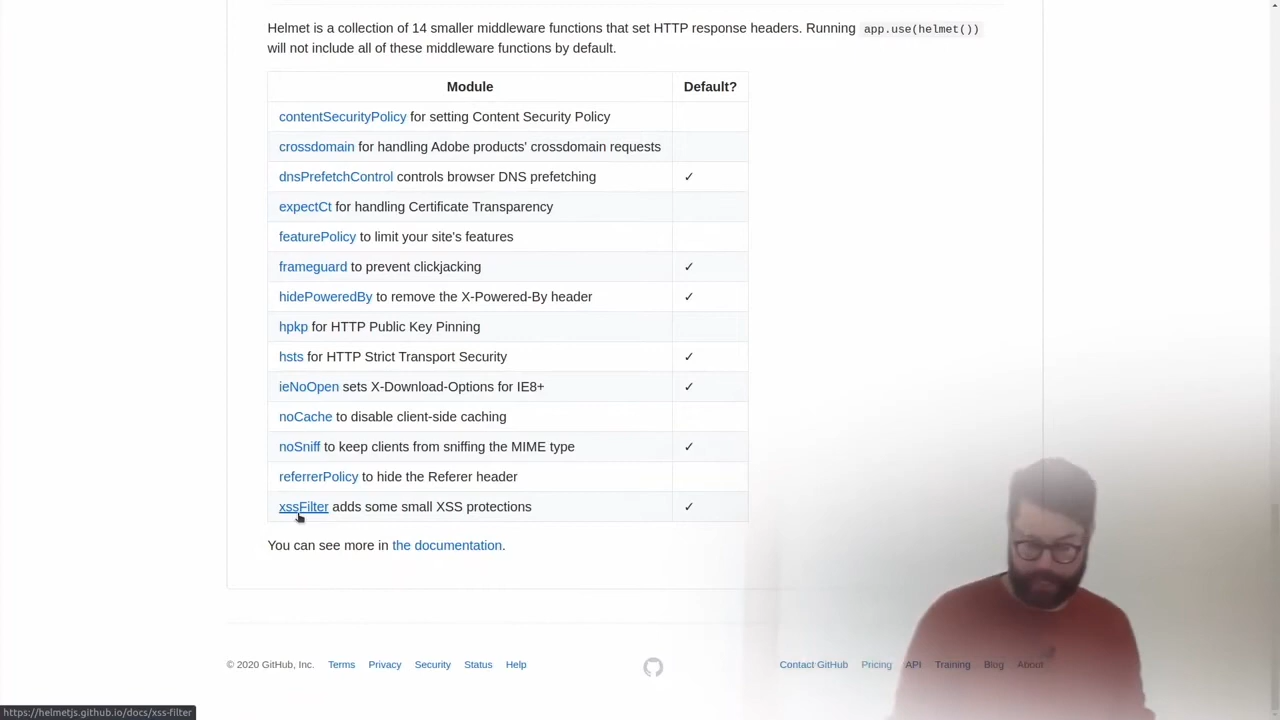 Helmet is a collection of 14 smaller middleware functions that set HTTP response headers. Running app.use(helmet())
will not include all of these middleware functions by default.
Module Default?
contentSecurityPolicy for setting Content Security Policy
crossdomain for handling Adobe products' crossdomain requests
dnsPrefetchControl controls browser DNS prefetching ✓
expectCt for handling Certificate Transparency
featurePolicy to limit your site's features
frameguard to prevent clickjacking ✓
hidePoweredBy to remove the X-Powered-By header ✓
hpkp for HTTP Public Key Pinning
hsts for HTTP Strict Transport Security ✓
ieNoOpen sets X-Download-Options for IE8+ ✓
noCache to disable client-side caching
noSniff to keep clients from sniffing the MIME type ✓
referrerPolicy to hide the Referer header
xssFilter adds some small XSS protections ✓
You can see more in the documentation.
© 2020 GitHub, Inc. Terms Privacy Security Status Help Contact GitHub Pricing API Training Blog About
https://helmetjs.github.io/docs/xss-filter